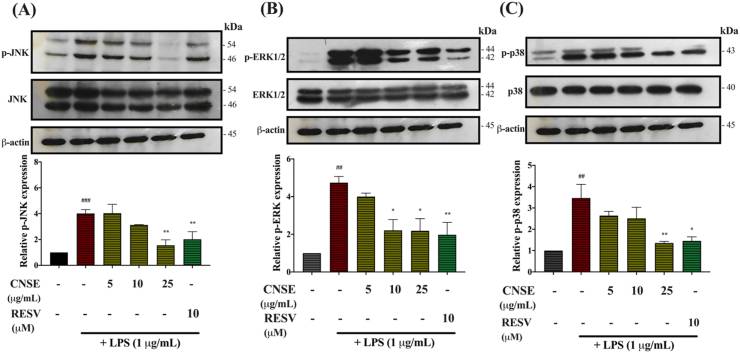 (A)
kDa
p-JNK
- 54
- 46
JNK
- 54
- 46
β-actin
- 45
Relative p-JNK expression
6
4
2
0
###
**
**
CNSE - - 5 10 25 -
(μg/mL)
RESV - - - - - 10
(μM)
+ LPS (1 μg/mL)
(B)
kDa
p-ERK1/2
44
42
ERK1/2
44
42
β-actin
- 45
Relative p-ERK expression
6
4
2
0
##
*
*
**
CNSE - - 5 10 25 -
(μg/mL)
RESV - - - - - 10
(μM)
+ LPS (1 μg/mL)
(C)
kDa
p-p38
- 43
p38
- 40
β-actin
- 45
Relative p-p38 expression
5
4
3
2
1
0
##
**
*
CNSE - - 5 10 25 -
(μg/mL)
RESV - - - - - 10
(μM)
+ LPS (1 μg/mL)